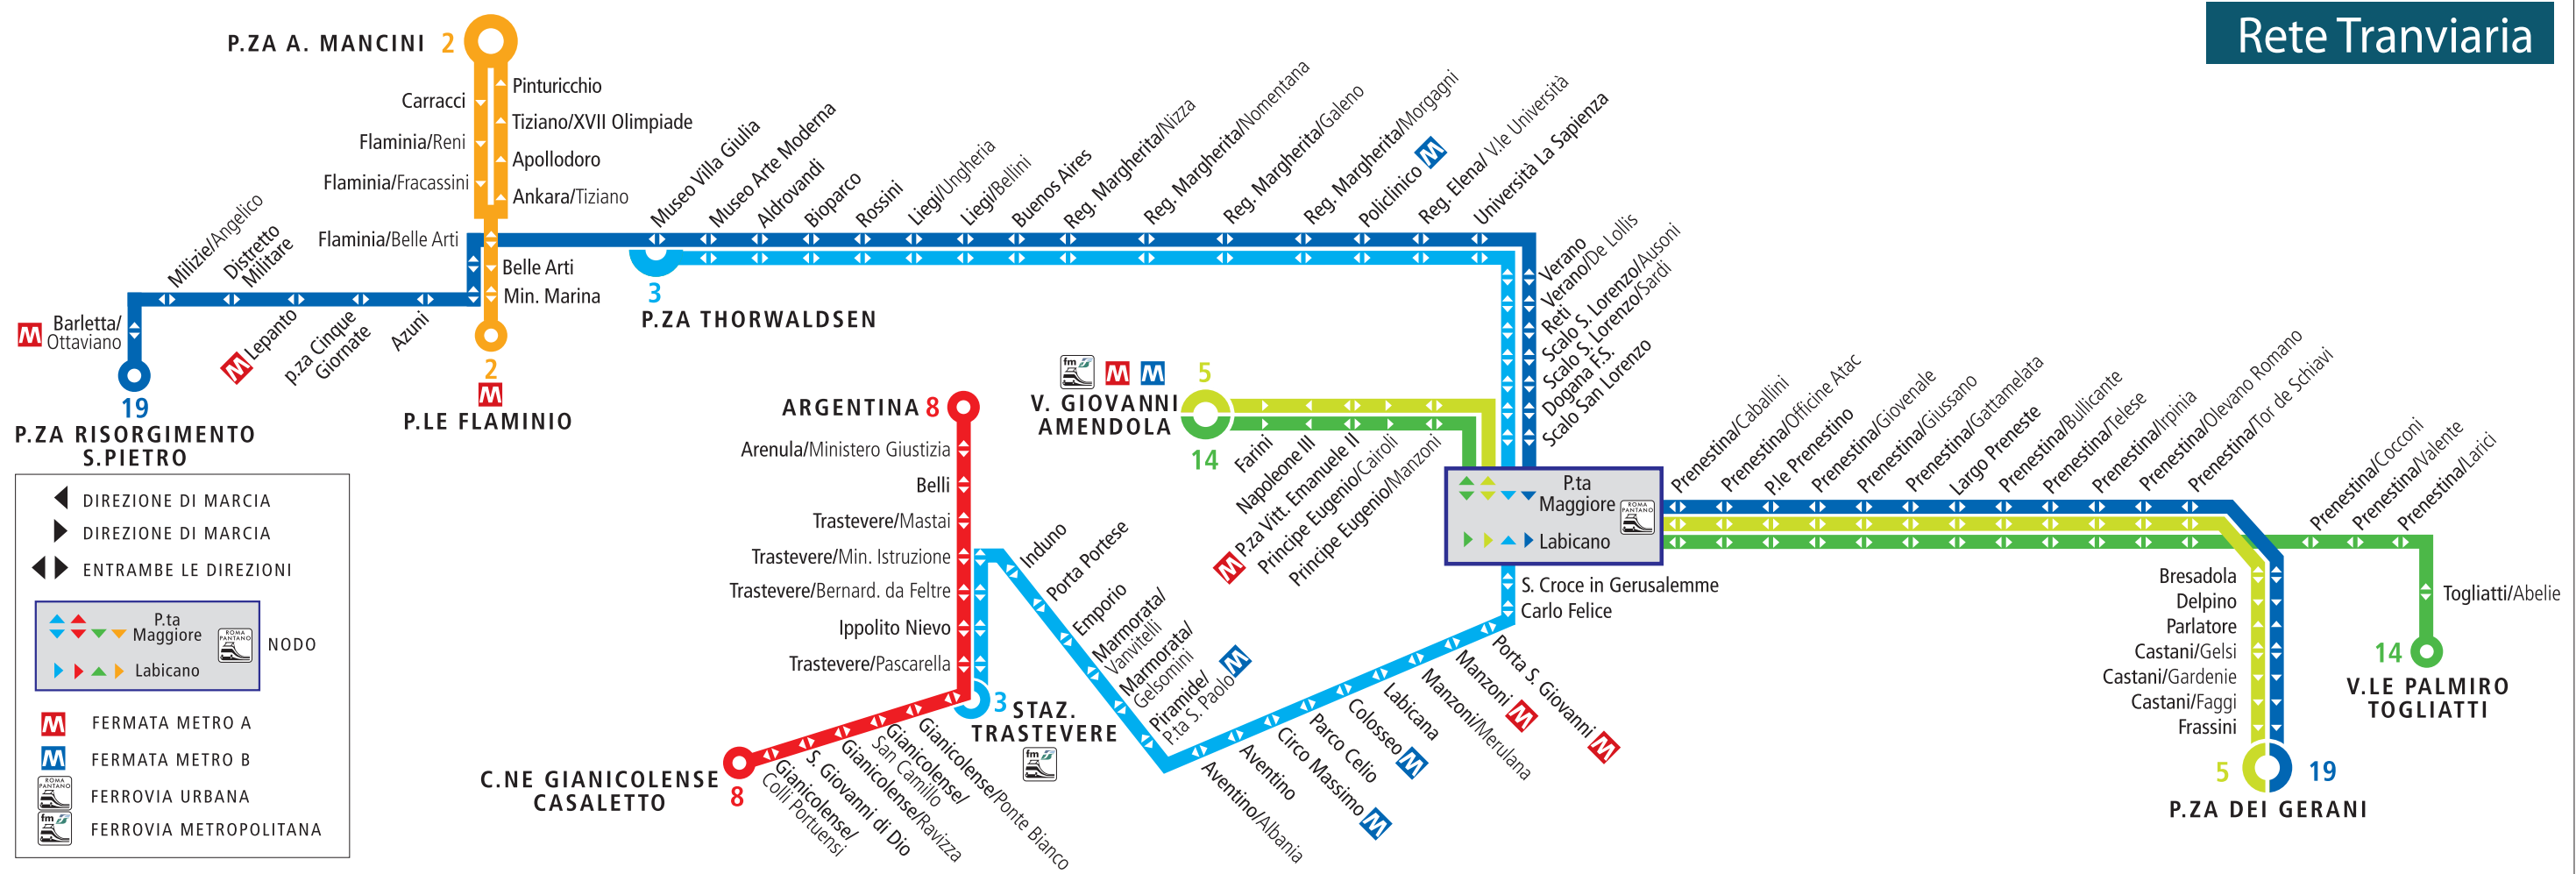 Rete Tranviaria
P.ZA A. MANCINI 2
Pinturicchio
Carracci
Tiziano/XVII Olimpiade
Flaminia/Reni
Apollodoro
Flaminia/Fracassini
Ankara/Tiziano
Flaminia/Belle Arti
Belle Arti
Min. Marina
2
M
P.LE FLAMINIO
Milizie/Angelico
Distretto
Militare
M Barletta/
Ottaviano
M Lepanto
p.za Cinque
Giornate
Azuni
19
P.ZA RISORGIMENTO
S.PIETRO
Museo Villa Giulia
Museo Arte Moderna
Aldrovandi
Bioparco
Rossini
Liegi/Ungheria
Liegi/Bellini
Buenos Aires
Reg. Margherita/Nizza
Reg. Margherita/Nomentana
Reg. Margherita/Galeno
Reg. Margherita/Morgagni
Policlinico M
Reg. Elena/ V.le Università
Università La Sapienza
3
P.ZA THORWALDSEN
Verano
Verano/De Lollis
Reti
Scalo S. Lorenzo/Ausoni
Scalo S. Lorenzo/Sardi
Dogana F.S.
Scalo San Lorenzo
fm M M
5
V. GIOVANNI
AMENDOLA
14
Farini
Napoleone III
M P.za Vitt. Emanuele II
Principe Eugenio/Cairoli
Principe Eugenio/Manzoni
P.ta
Maggiore
ROMA
PANTANO
Labicano
Prenestina/Caballini
Prenestina/Officine Atac
P.le Prenestino
Prenestina/Giovenale
Prenestina/Giussano
Prenestina/Gattamelata
Largo Preneste
Prenestina/Bullicante
Prenestina/Telese
Prenestina/Irpinia
Prenestina/Olevano Romano
Prenestina/Tor de Schiavi
Prenestina/Cocconi
Prenestina/Valente
Prenestina/Larici
Togliatti/Abelie
14
V.LE PALMIRO
TOGLIATTI
Bresadola
Delpino
Parlatore
Castani/Gelsi
Castani/Gardenie
Castani/Faggi
Frassini
5
19
P.ZA DEI GERANI
ARGENTINA 8
Arenula/Ministero Giustizia
Belli
Trastevere/Mastai
Trastevere/Min. Istruzione
Trastevere/Bernard. da Feltre
Ippolito Nievo
Trastevere/Pascarella
3 STAZ.
TRASTEVERE
fm
C.NE GIANICOLENSE
CASALETTO
8
Gianicolense/
Colli Portuensi
S. Giovanni di Dio
Gianicolense/Ravizza
Gianicolense/
San Camillo
Gianicolense/Ponte Bianco
Induno
Porta Portese
Emporio
Marmorata/
Vanvitelli
Marmorata/
Gelsomini
Piramide/
P.ta S. Paolo M
Aventino/Albania
Aventino
Circo Massimo M
Parco Celio
Colosseo M
Labicana
Manzoni/Merulana
Manzoni M
Porta S. Giovanni M
S. Croce in Gerusalemme
Carlo Felice
DIREZIONE DI MARCIA
DIREZIONE DI MARCIA
ENTRAMBE LE DIREZIONI
P.ta
Maggiore
ROMA
PANTANO
Labicano
NODO
M FERMATA METRO A
M FERMATA METRO B
ROMA
PANTANO
FERROVIA URBANA
fm
FERROVIA METROPOLITANA